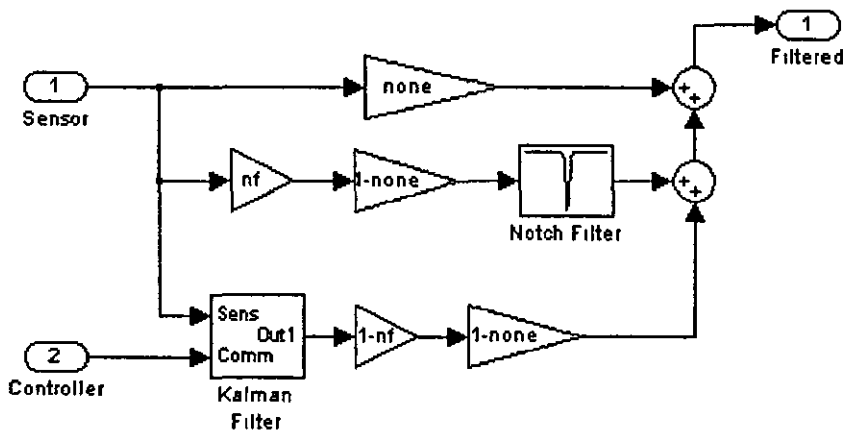 1
Filtered
1
Sensor
none
nf
1-none
Notch Filter
Sens
Out1
Comm
Kalman
Filter
1-nf
1-none
2
Controller